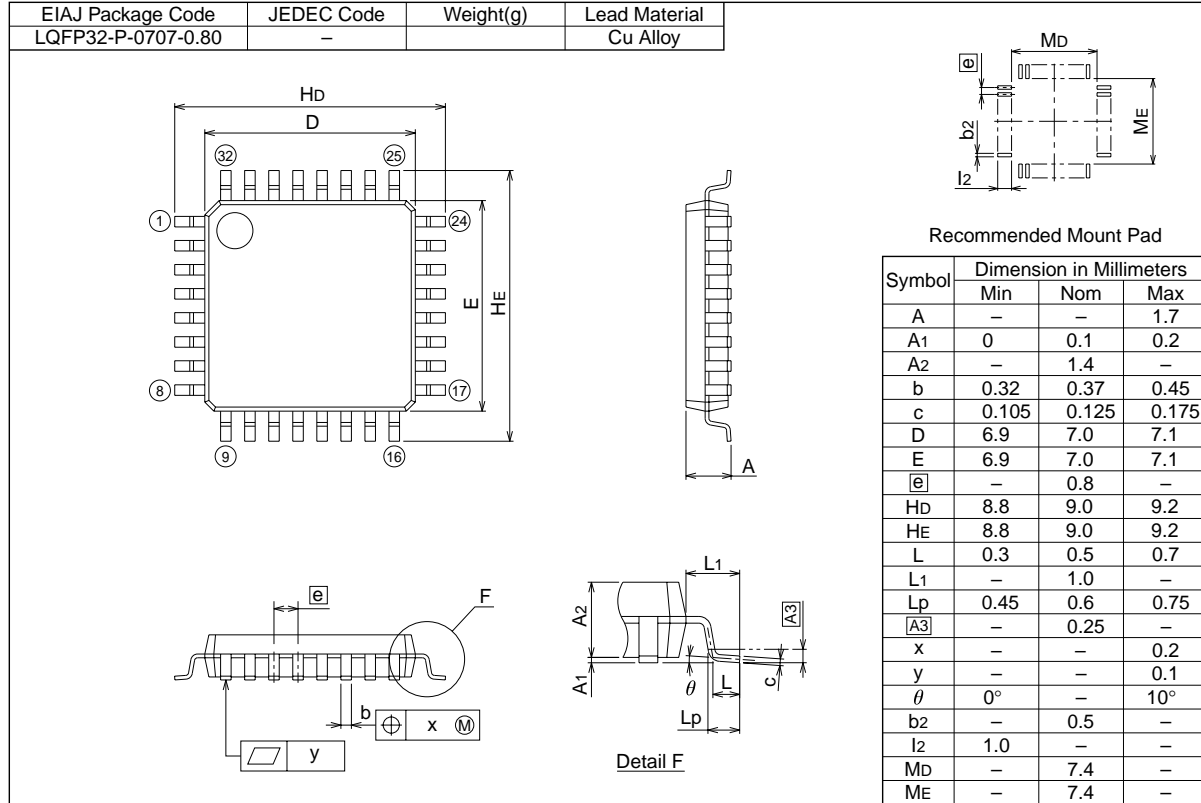 EIAJ Package Code JEDEC Code Weight(g) Lead Material
LQFP32-P-0707-0.80 – Cu Alloy
HD
D
32 25
1 24
E
HE
8 17
9 16
A
e
b
x M
y
F
A2
A1
L1
θ
L
Lp
c
A3
Detail F
MD
e
ME
b2
I2
Recommended Mount Pad
Symbol Dimension in Millimeters
Min Nom Max
A – – 1.7
A1 0 0.1 0.2
A2 – 1.4 –
b 0.32 0.37 0.45
c 0.105 0.125 0.175
D 6.9 7.0 7.1
E 6.9 7.0 7.1
e – 0.8 –
HD 8.8 9.0 9.2
HE 8.8 9.0 9.2
L 0.3 0.5 0.7
L1 – 1.0 –
Lp 0.45 0.6 0.75
A3 – 0.25 –
x – – 0.2
y – – 0.1
θ 0° – 10°
b2 – 0.5 –
I2 1.0 – –
MD – 7.4 –
ME – 7.4 –